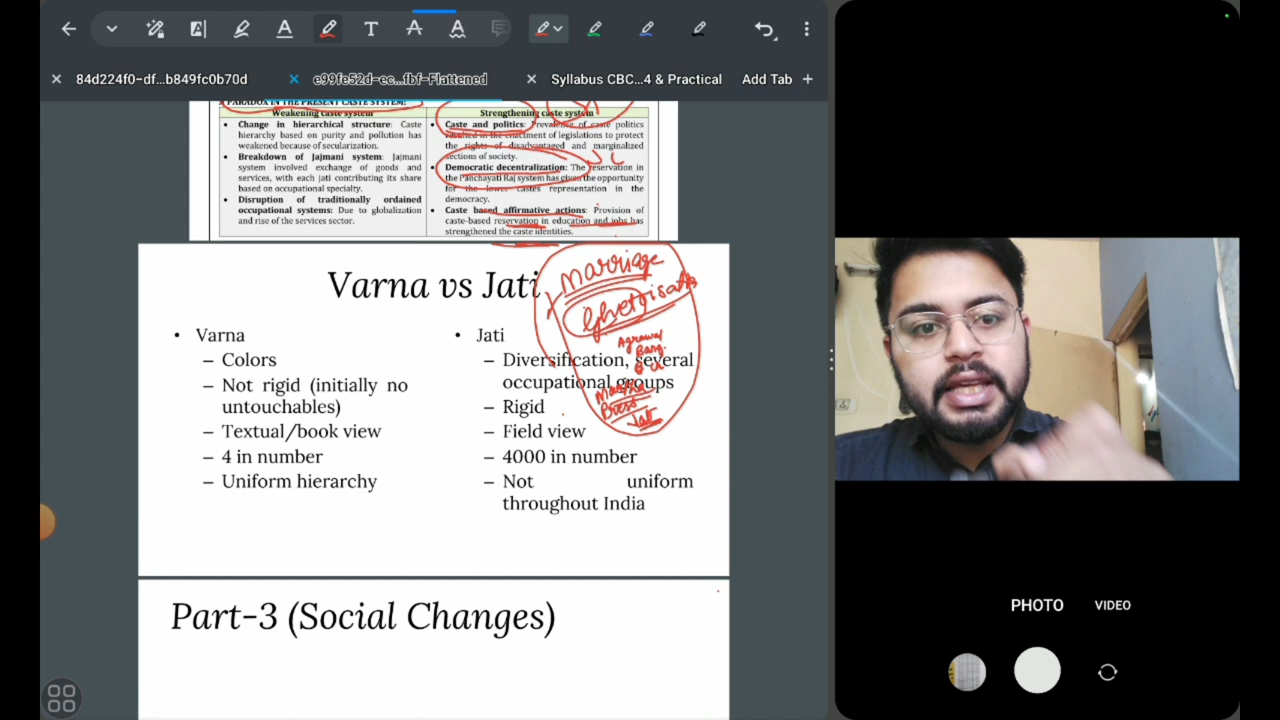 84d224f0-df...b849fc0b70d
e99fe52d-ec...fbf-Flattened
Syllabus CBC...4 & Practical
Add Tab +
PARADOX IN THE PRESENT CASTE SYSTEM:
Weakening caste system
• Change in hierarchical structure: Caste
hierarchy based on purity and pollution has
weakened because of secularization.
• Breakdown of Jajmani system: Jajmani
system involved exchange of goods and
services, with each jati contributing its share
based on occupational specialty.
• Disruption of traditionally ordained
occupational systems: Due to globalization
and rise of the services sector.
Strengthening caste system
• Caste and politics: Prevalence of caste politics
resulted in the enactment of legislations to protect
the rights of disadvantaged and marginalized
sections of society.
• Democratic decentralization: The reservation in
the Panchayati Raj system has given the opportunity
for the lower castes representation in the
democracy.
• Caste based affirmative actions: Provision of
caste-based reservation in education and jobs has
strengthened the caste identities.
Varna vs Jati
marriage
Agrawal
• Varna
– Colors
– Not rigid (initially no
untouchables)
– Textual/book view
– 4 in number
– Uniform hierarchy
• Jati
– Diversification, several
occupational groups
– Rigid
– Field view
– 4000 in number
– Not uniform
throughout India
Jati
Part-3 (Social Changes)
PHOTO
VIDEO